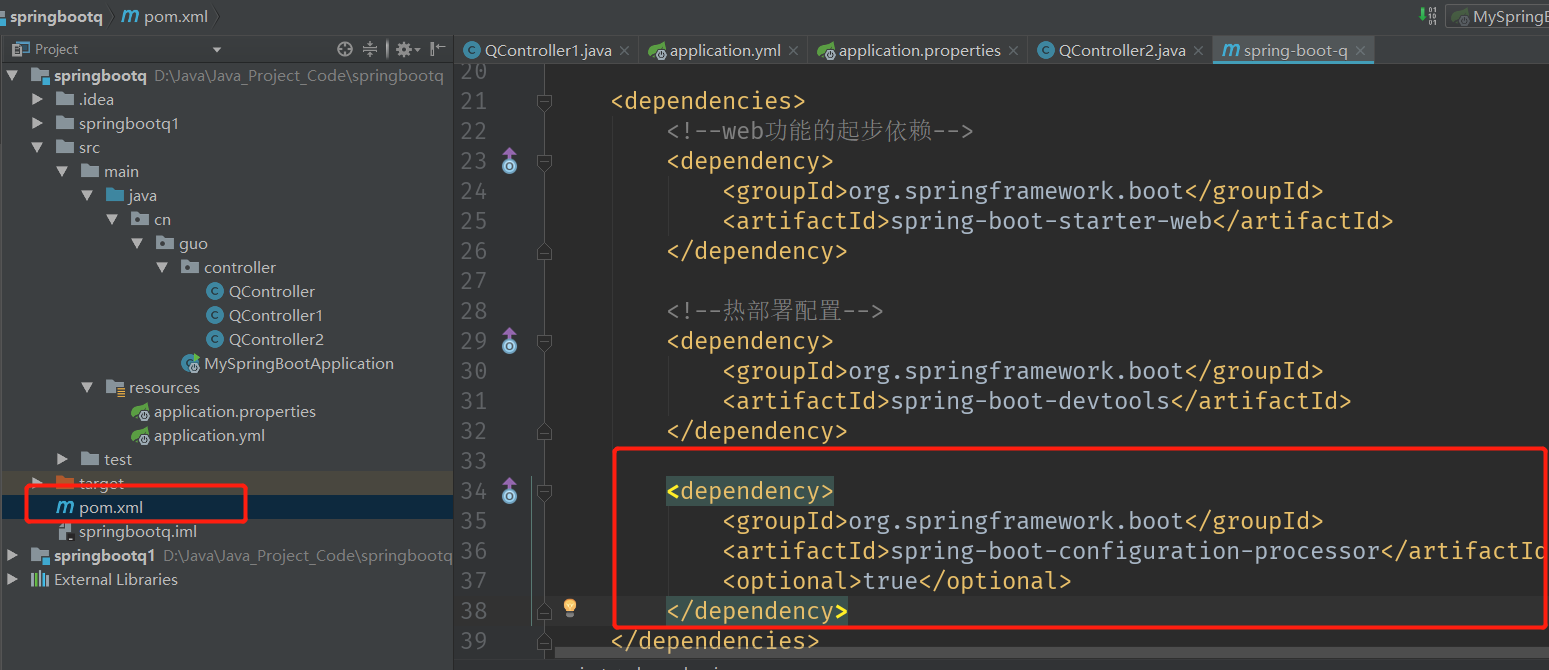 springbootq
m pom.xml
MySpringB
Project
QController1.java
application.yml
application.properties
QController2.java
m spring-boot-q
springbootq D:\Java\Java_Project_Code\springbootq
.idea
springbootq1
src
main
java
cn
guo
controller
C QController
C QController1
C QController2
MySpringBootApplication
resources
application.properties
application.yml
test
target
m pom.xml
springbootq.iml
springbootq1 D:\Java\Java_Project_Code\springbootq
External Libraries
20
21 <dependencies>
22 <!--web功能的起步依赖-->
23 <dependency>
24 <groupId>org.springframework.boot</groupId>
25 <artifactId>spring-boot-starter-web</artifactId>
26 </dependency>
27
28 <!--热部署配置-->
29 <dependency>
30 <groupId>org.springframework.boot</groupId>
31 <artifactId>spring-boot-devtools</artifactId>
32 </dependency>
33
34 <dependency>
35 <groupId>org.springframework.boot</groupId>
36 <artifactId>spring-boot-configuration-processor</artifactId
37 <optional>true</optional>
38 </dependency>
39 </dependencies>